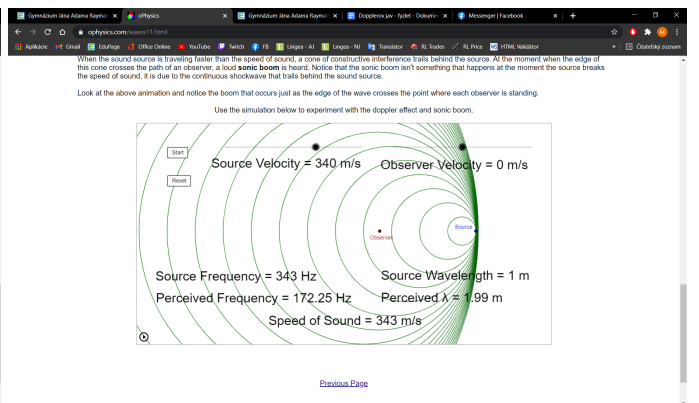 Gymnázium Jána Adama Rayman
oPhysics
Gymnázium Jána Adama Rayman
Dopplerov jav - fyzlet - Dokumen
Messenger | Facebook
ophysics.com/waves11.html
Aplikácie
Gmail
EduPage
Office Online
YouTube
Twitch
FB
Lingea - AJ
Lingea - NJ
Translator
RL Trades
RL Price
HTML Validátor
Čitateľský zoznam
When the sound source is traveling faster than the speed of sound, a cone of constructive interference trails behind the source. At the moment when the edge of
this cone crosses the path of an observer, a loud sonic boom is heard. Notice that the sonic boom isn't something that happens at the moment the source breaks
the speed of sound, it is due to the continuous shockwave that trails behind the sound source.
Look at the above animation and notice the boom that occurs just as the edge of the wave crosses the point where each observer is standing.
Use the simulation below to experiment with the doppler effect and sonic boom.
Start
Source Velocity = 340 m/s
Observer Velocity = 0 m/s
Reset
Source
Observer
Source Frequency = 343 Hz
Source Wavelength = 1 m
Perceived Frequency = 172.25 Hz
Perceived λ = 1.99 m
Speed of Sound = 343 m/s
Previous Page